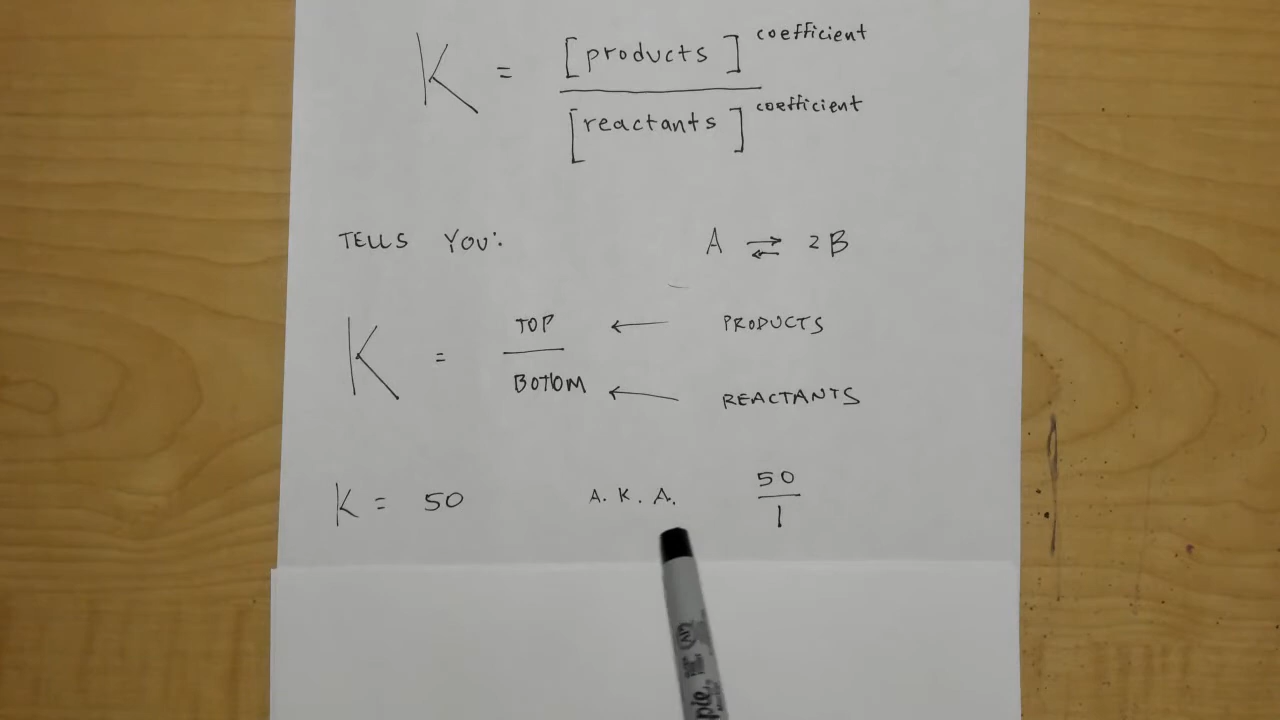 K = [products] coefficient
[reactants] coefficient
TELLS YOU: A ⇌ 2B
K = TOP ← PRODUCTS
BOTTOM ← REACTANTS
K = 50 A.K.A. 50
1